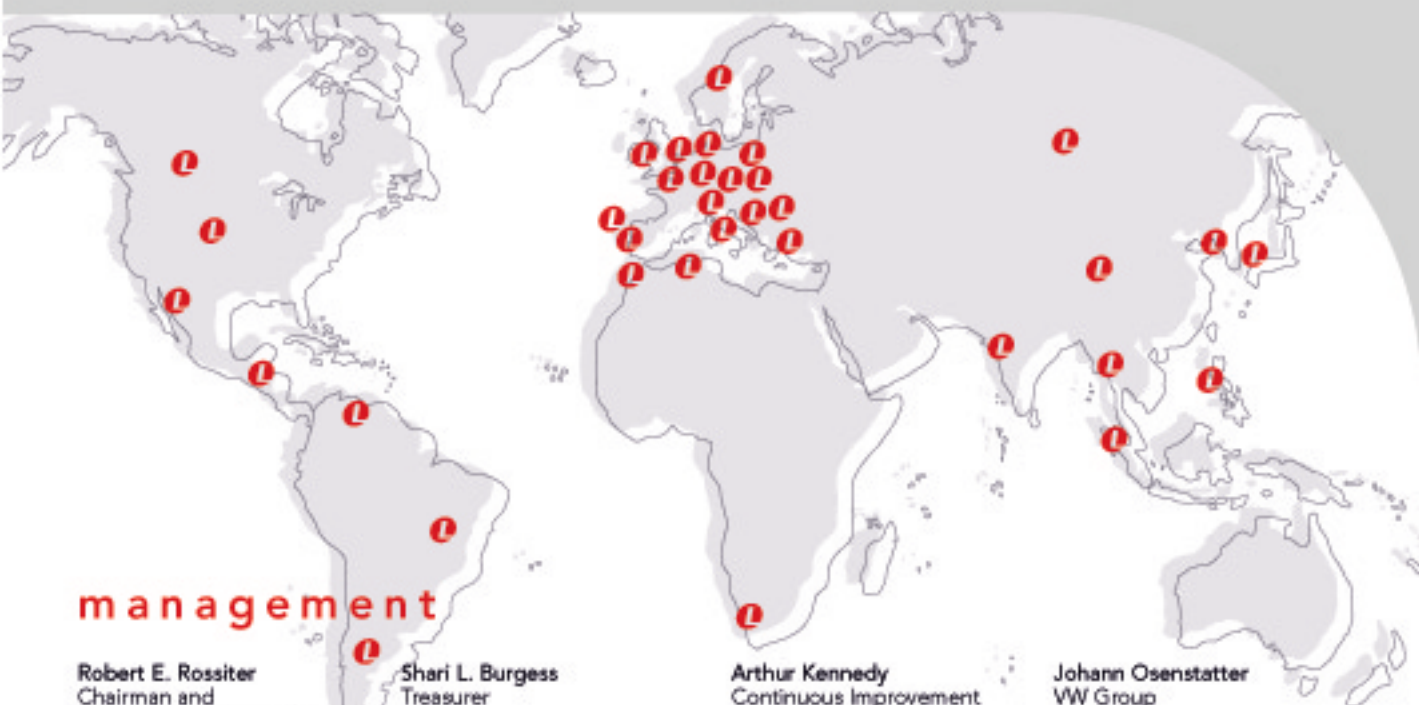 management
Robert E. Rossiter
Chairman and
Shari L. Burgess
Treasurer
Arthur Kennedy
Continuous Improvement
Johann Osenstatter
VW Group